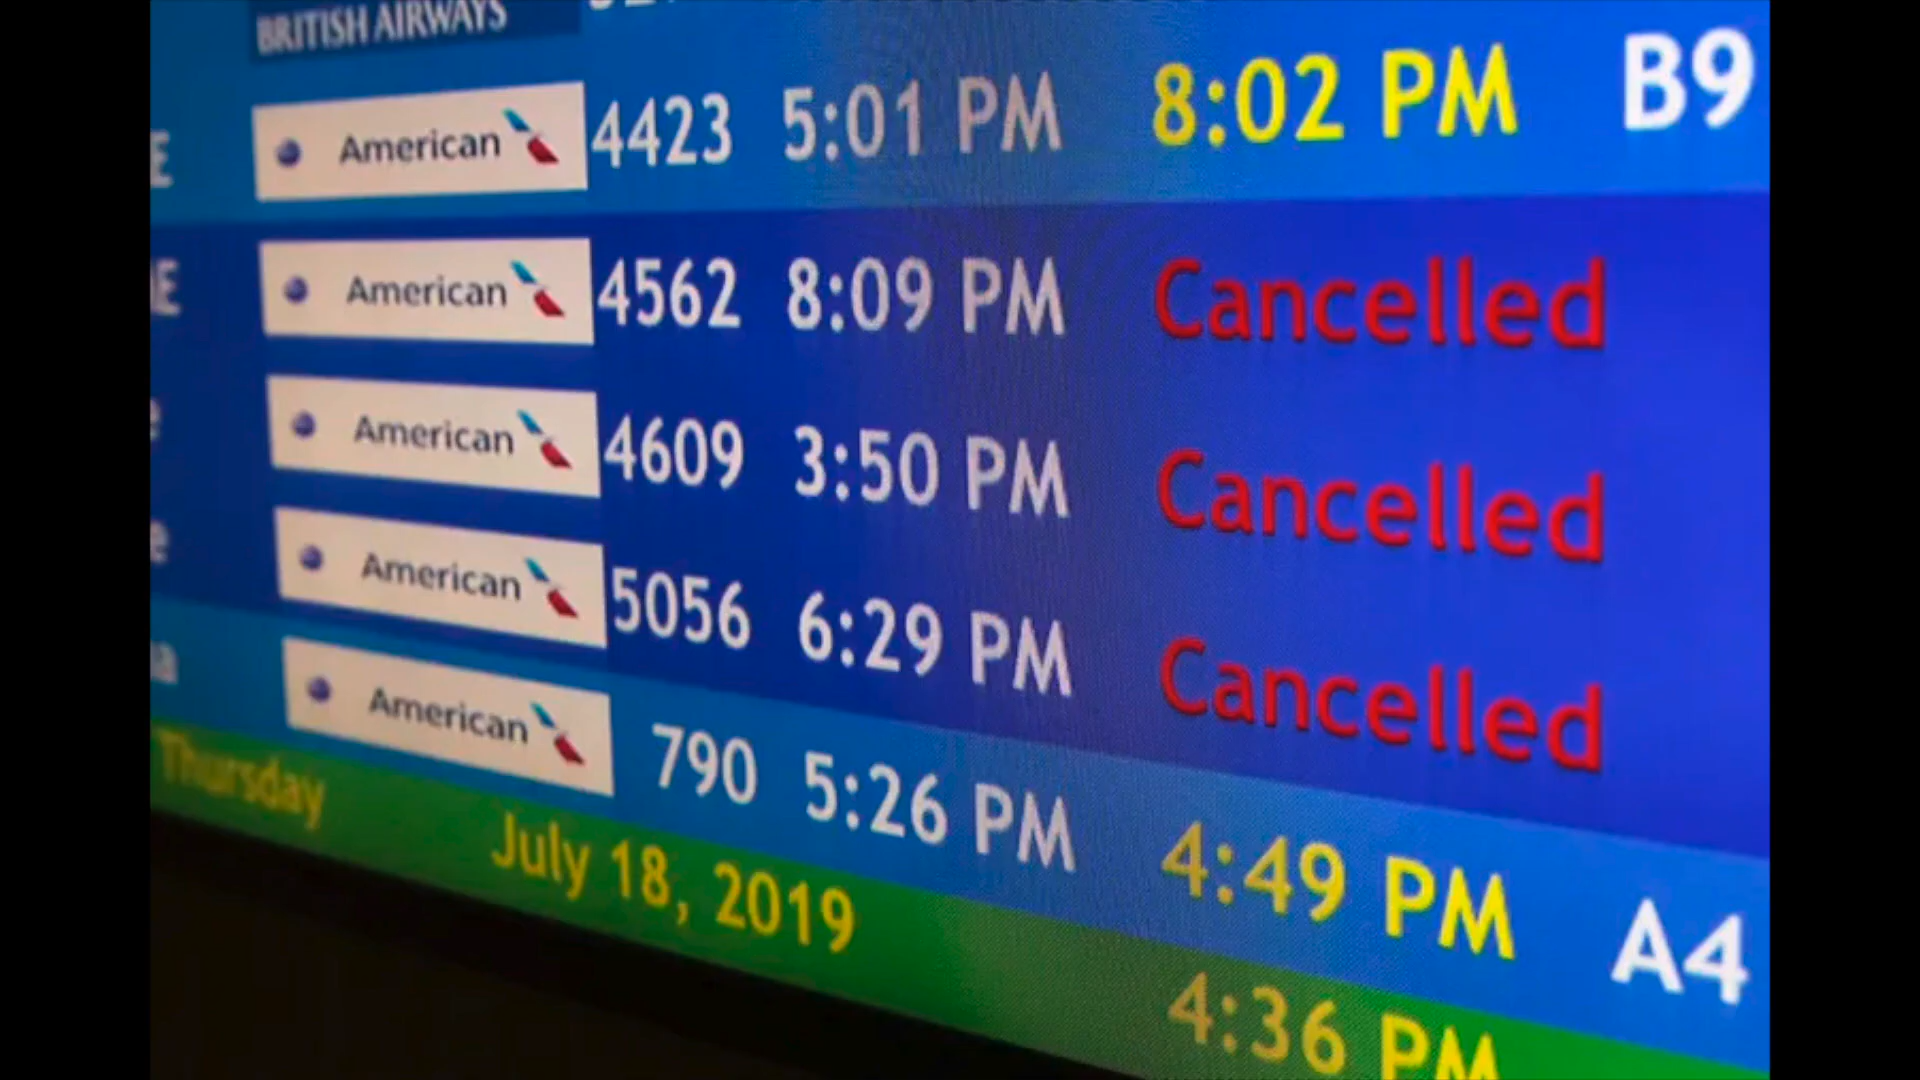 BRITISH AIRWAYS
E American 4423 5:01 PM 8:02 PM B9
E American 4562 8:09 PM Cancelled
e American 4609 3:50 PM Cancelled
e American 5056 6:29 PM Cancelled
a American 790 5:26 PM 4:49 PM A4
Thursday July 18, 2019 4:36 PM